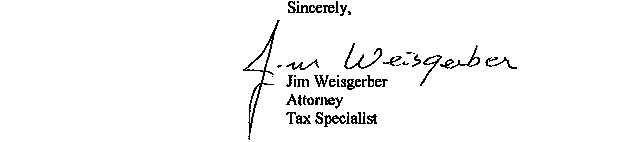 Sincerely,
Jim Weisgerber
Jim Weisgerber
Attorney
Tax Specialist